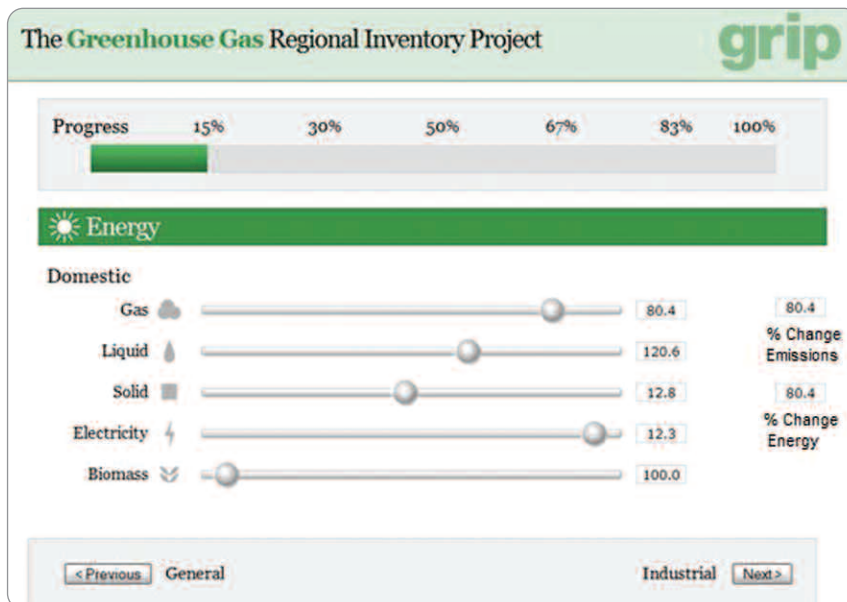 The Greenhouse Gas Regional Inventory Project grip
Progress 15% 30% 50% 67% 83% 100%
Energy
Domestic
Gas 80.4 80.4
% Change
Emissions
Liquid 120.6
Solid 12.8 80.4
% Change
Energy
Electricity 12.3
Biomass 100.0
< Previous General Industrial Next >